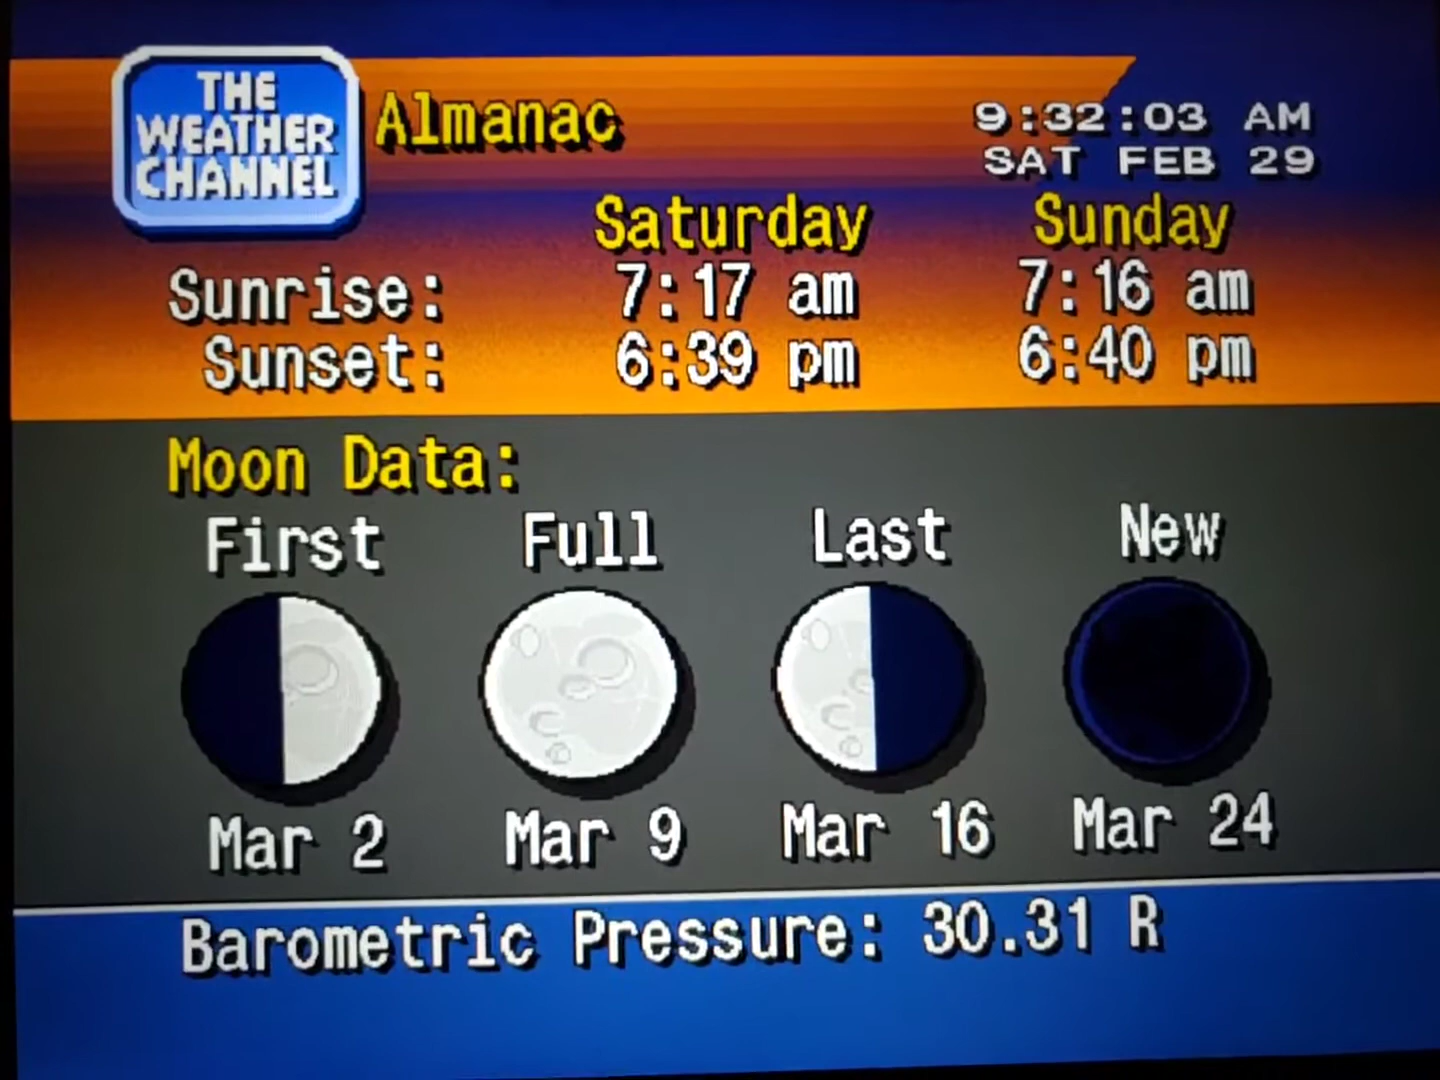 THE
WEATHER
CHANNEL
Almanac
9:32:03 AM
SAT FEB 29
Saturday Sunday
Sunrise: 7:17 am 7:16 am
Sunset: 6:39 pm 6:40 pm
Moon Data:
First Full Last New
Mar 2 Mar 9 Mar 16 Mar 24
Barometric Pressure: 30.31 R